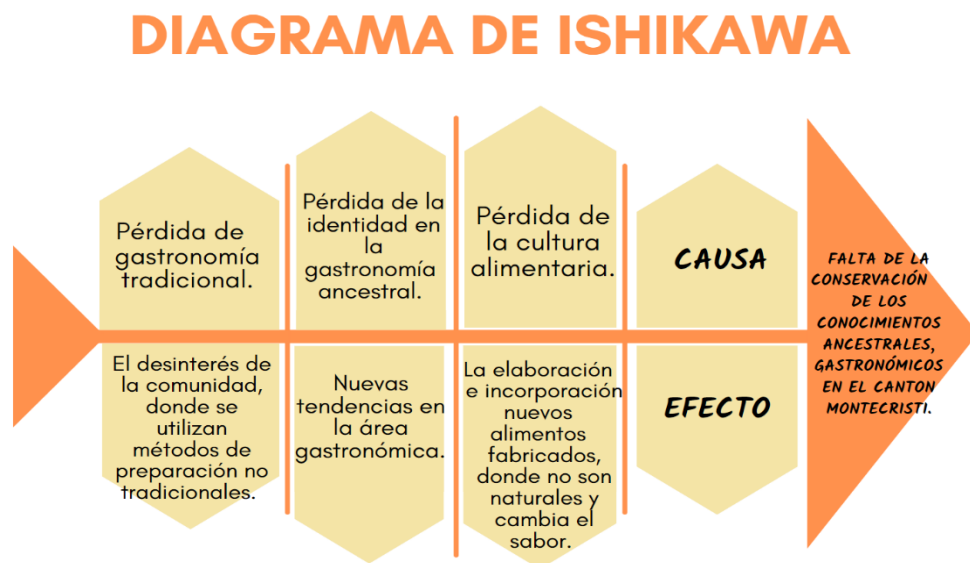 DIAGRAMA DE ISHIKAWA
Pérdida de
gastronomía
tradicional.
Pérdida de la
identidad en
la
gastronomía
ancestral.
Pérdida de
la cultura
alimentaria.
CAUSA
FALTA DE LA
CONSERVACIÓN
DE LOS
CONOCIMIENTOS
ANCESTRALES,
GASTRONÓMICOS
EN EL CANTON
MONTECRISTI.
El desinterés de
la comunidad,
donde se
utilizan
métodos de
preparación no
tradicionales.
Nuevas
tendencias en
la área
gastronómica.
La elaboración
e incorporación
nuevos
alimentos
fabricados,
donde no son
naturales y
cambia el
sabor.
EFECTO